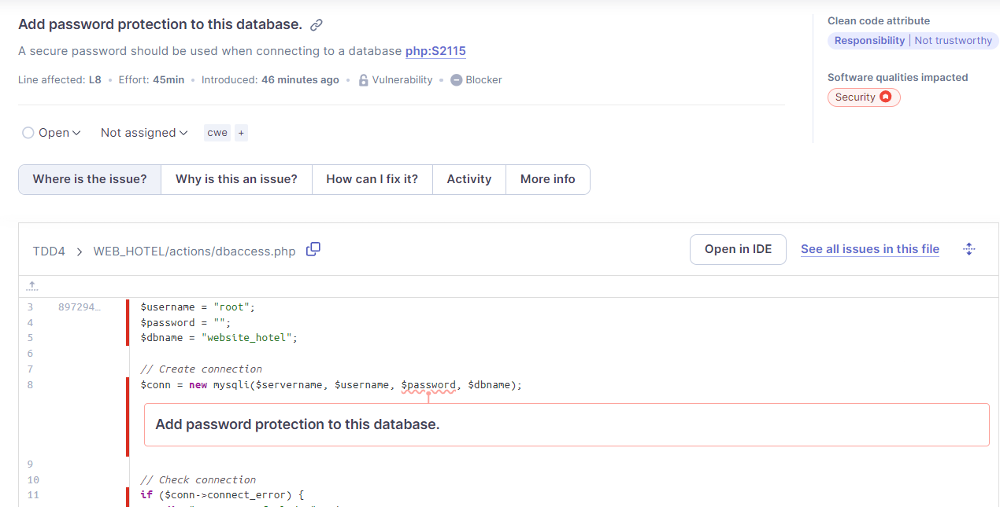 Add password protection to this database.
A secure password should be used when connecting to a database php:S2115
Line affected: L8 • Effort: 45min • Introduced: 46 minutes ago • Vulnerability • Blocker
Clean code attribute
Responsibility | Not trustworthy
Software qualities impacted
Security
Open Not assigned cwe +
Where is the issue? Why is this an issue? How can I fix it? Activity More info
TDD4 > WEB_HOTEL/actions/dbaccess.php Open in IDE See all issues in this file
3 897294… $username = "root";
4 $password = "";
5 $dbname = "website_hotel";
6
7 // Create connection
8 $conn = new mysqli($servername, $username, $password, $dbname);
Add password protection to this database.
9
10 // Check connection
11 if ($conn->connect_error) {